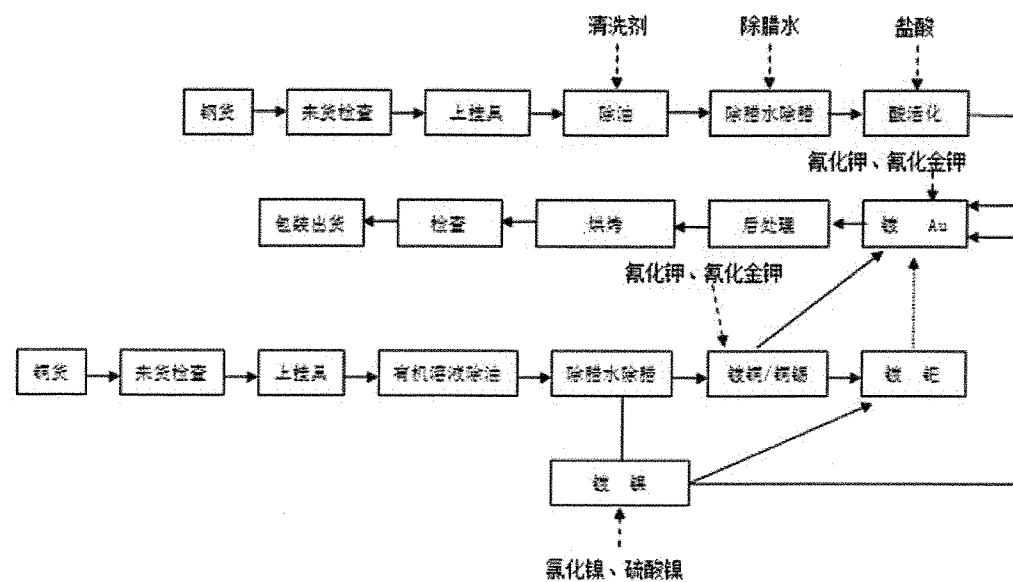 清洗剂 除腊水 盐酸
钢货 来货检查 上挂具 除油 除腊水除腊 酸活化
氰化钾、氰化金钾
包装出货 检查 烘烤 后处理 镀 Au
氰化钾、氰化金钾
来货检查 上挂具 有机溶液除油 除腊水除腊 镀铜/铜锡 镀 钯
镀 镍
氯化镍、硫酸镍